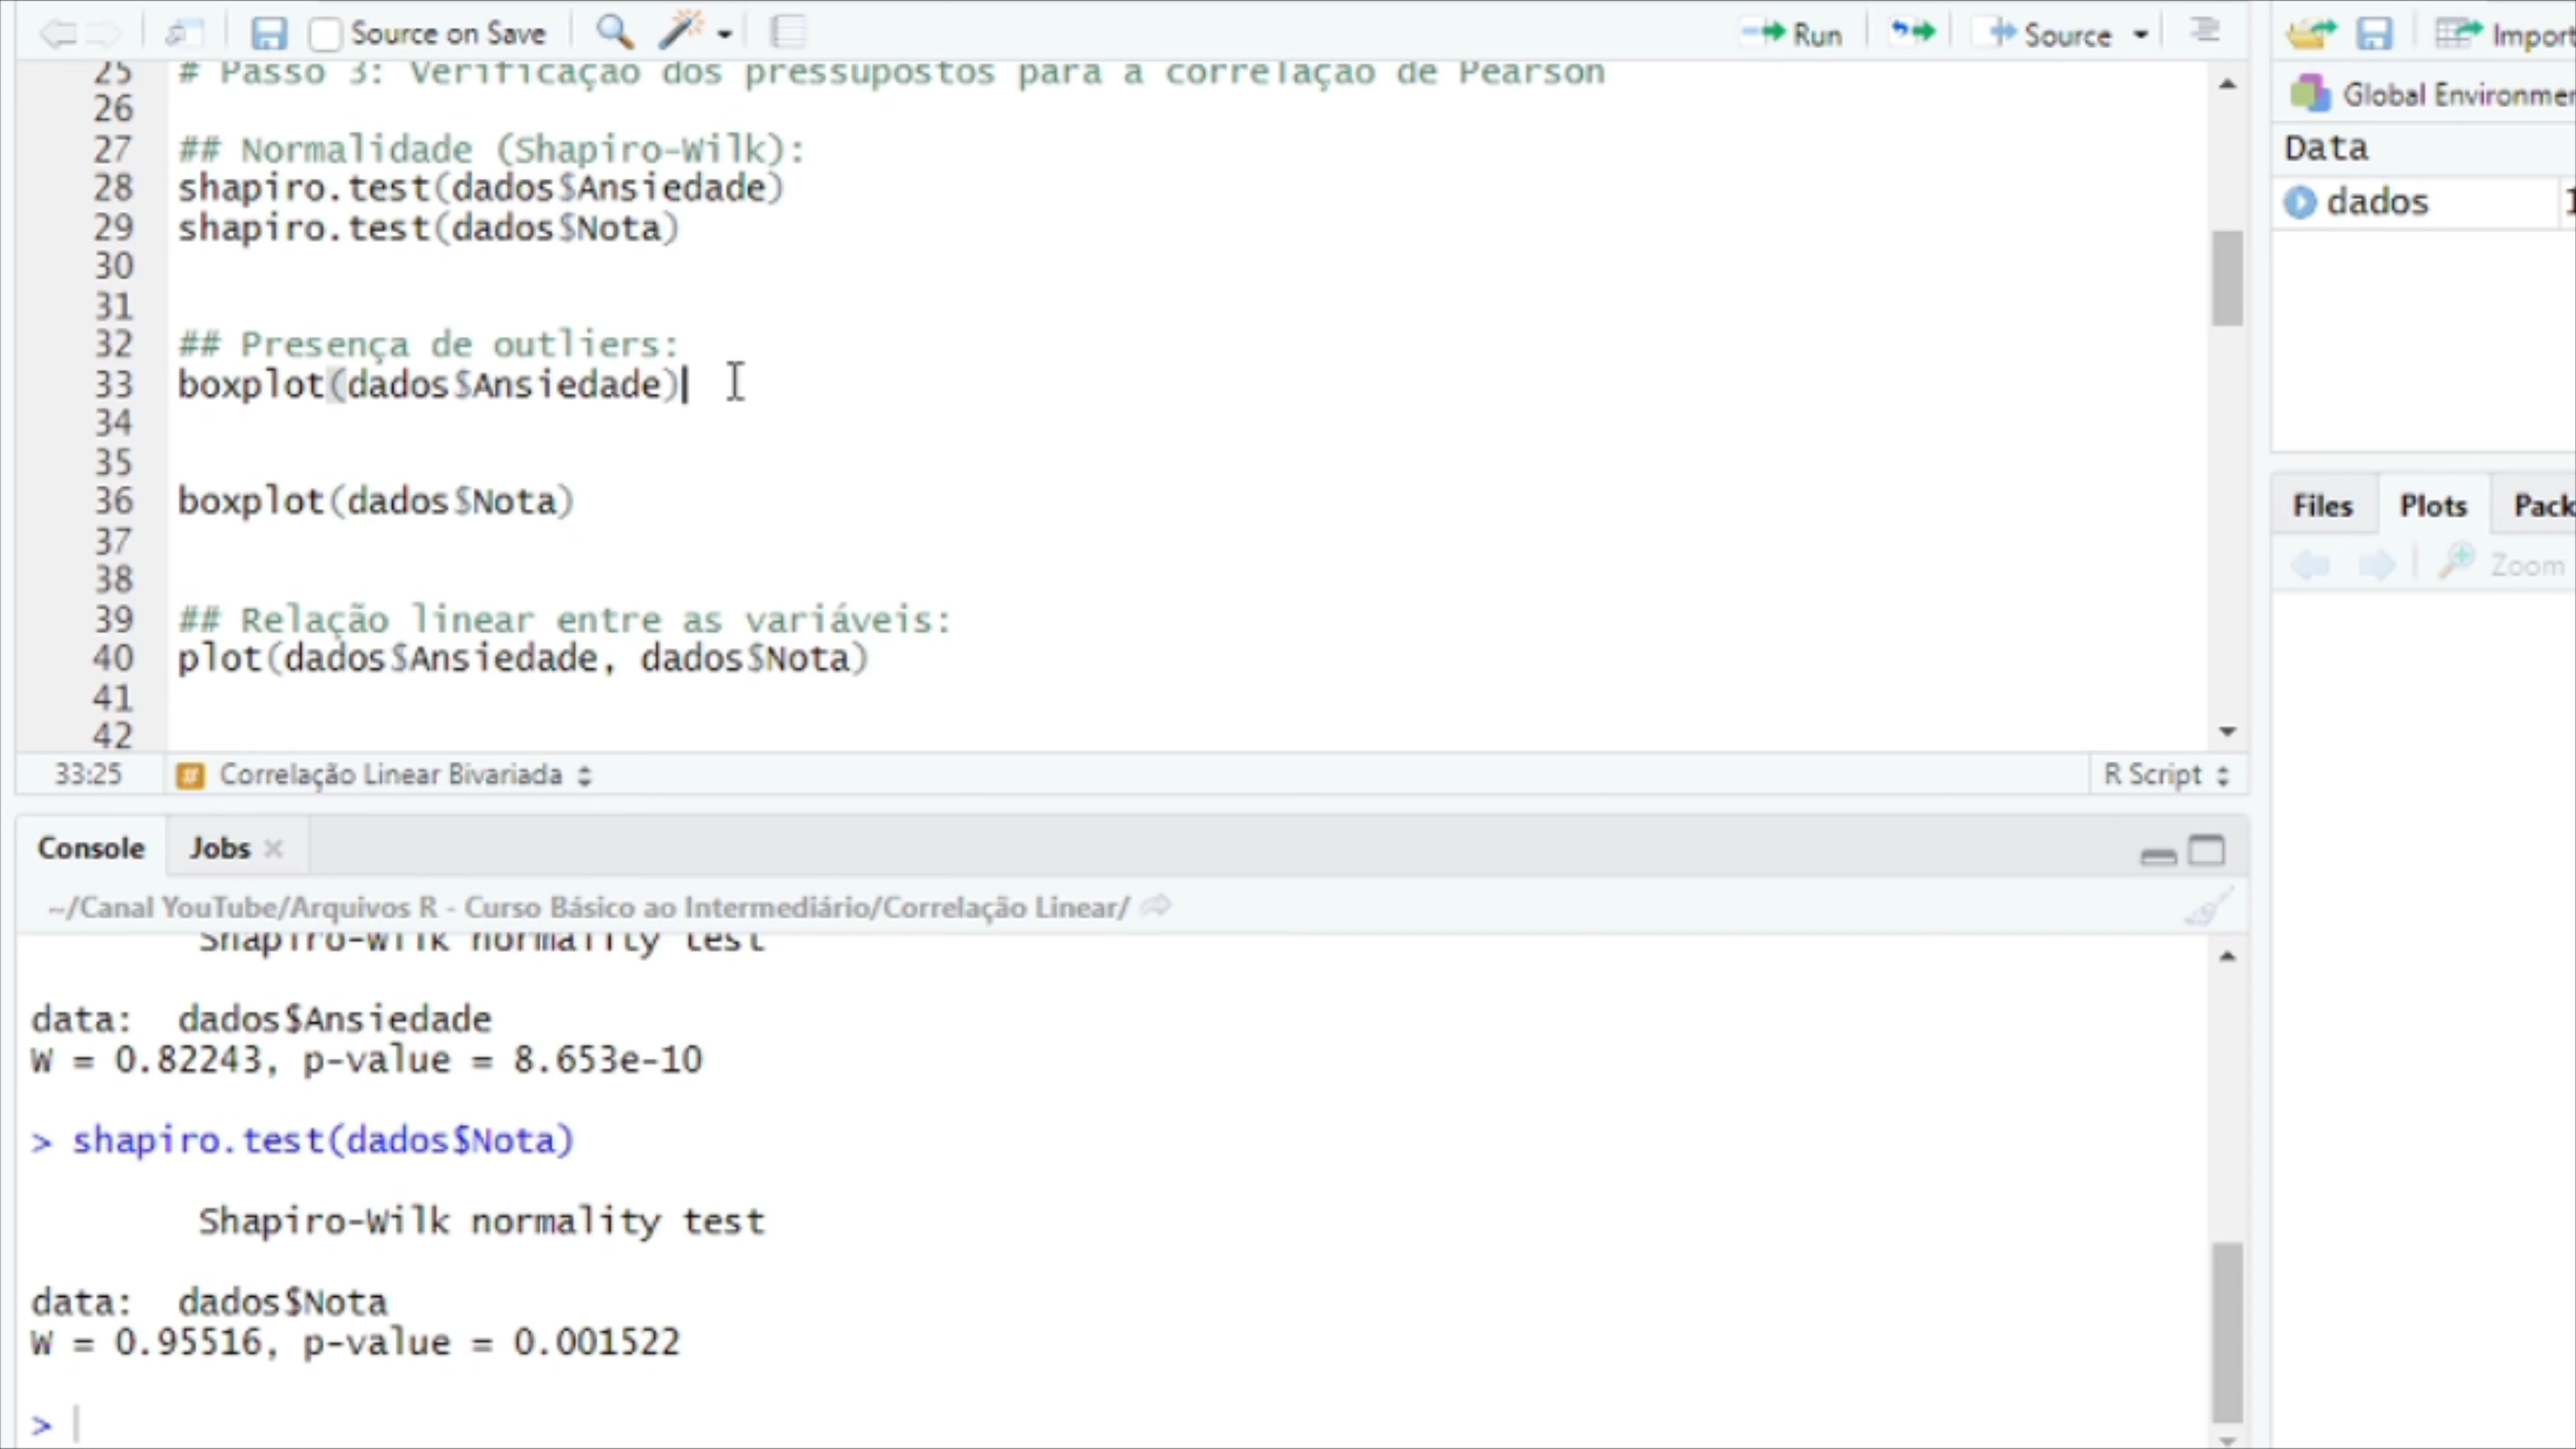 Source on Save
Run
Source
25 # Passo 3: Verificação dos pressupostos para a correlação de Pearson
26
27 ## Normalidade (Shapiro-Wilk):
28 shapiro.test(dados$Ansiedade)
29 shapiro.test(dados$Nota)
30
31
32 ## Presença de outliers:
33 boxplot(dados$Ansiedade)
34
35
36 boxplot(dados$Nota)
37
38
39 ## Relação linear entre as variáveis:
40 plot(dados$Ansiedade, dados$Nota)
41
42
33:25 # Correlação Linear Bivariada
R Script
Console Jobs
~/Canal YouTube/Arquivos R - Curso Básico ao Intermediário/Correlação Linear/
Shapiro-Wilk normality test
data:  dados$Ansiedade
W = 0.82243, p-value = 8.653e-10
> shapiro.test(dados$Nota)
Shapiro-Wilk normality test
data:  dados$Nota
W = 0.95516, p-value = 0.001522
>
Import
Global Environmen
Data
dados 1
Files Plots Pack
Zoom